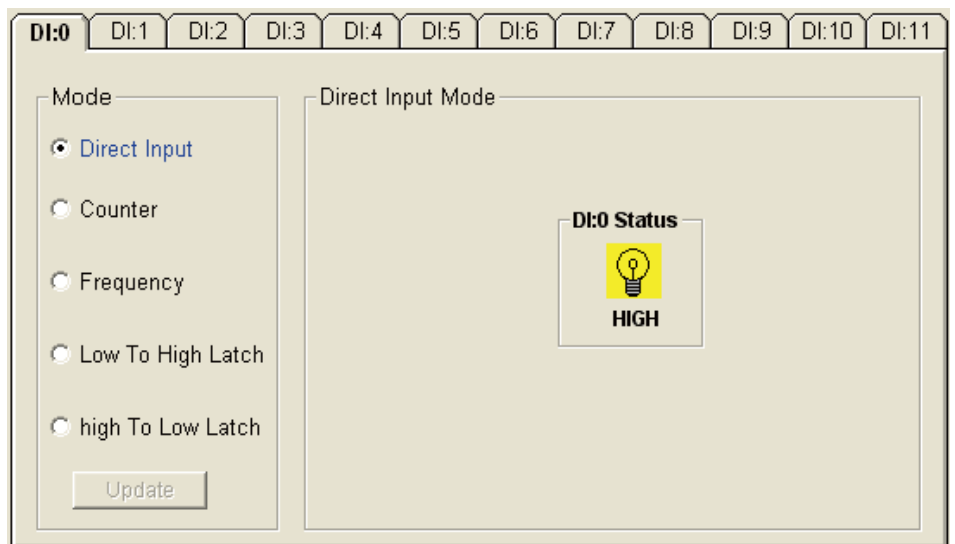 DI:0 DI:1 DI:2 DI:3 DI:4 DI:5 DI:6 DI:7 DI:8 DI:9 DI:10 DI:11
Mode
Direct Input
Counter
Frequency
Low To High Latch
high To Low Latch
Update
Direct Input Mode
DI:0 Status
HIGH